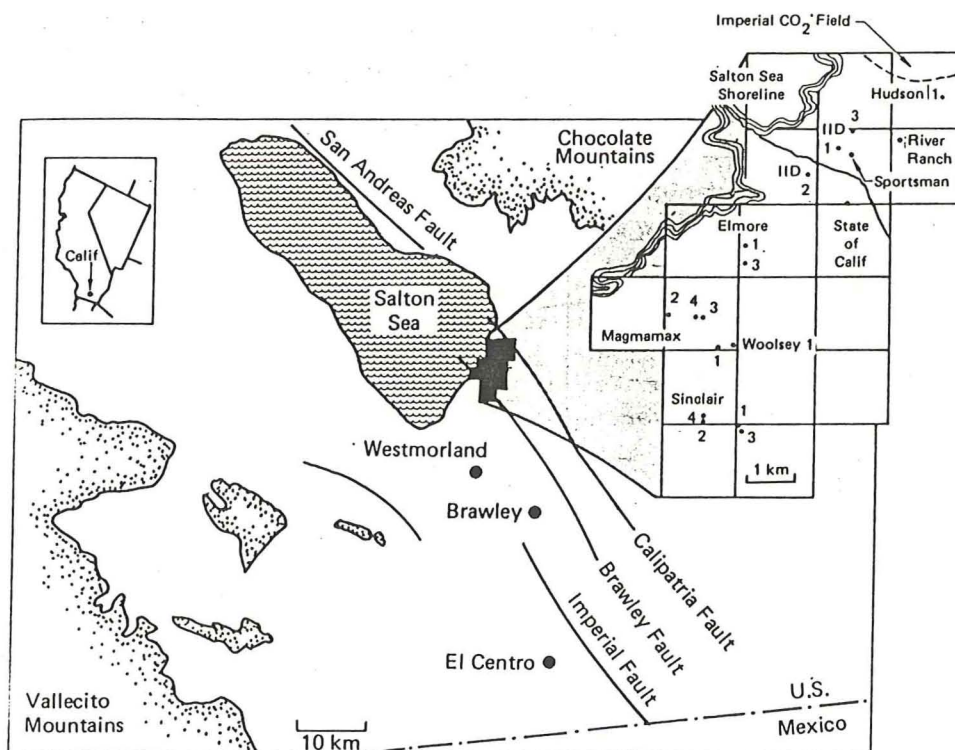 Imperial CO2 Field
Salton Sea
Shoreline
Hudson 1
IID 3
1
River
Ranch
IID
2
Sportsman
State
of
Calif
Elmore
1
3
2 4 3
Magmamax
1
Woolsey 1
Sinclair
4
2
1
3
1 km
Chocolate
Mountains
San Andreas Fault
Calif
Salton
Sea
Westmorland
Brawley
Calipatria Fault
Brawley Fault
Imperial Fault
El Centro
Vallecito
Mountains
10 km
U.S.
Mexico